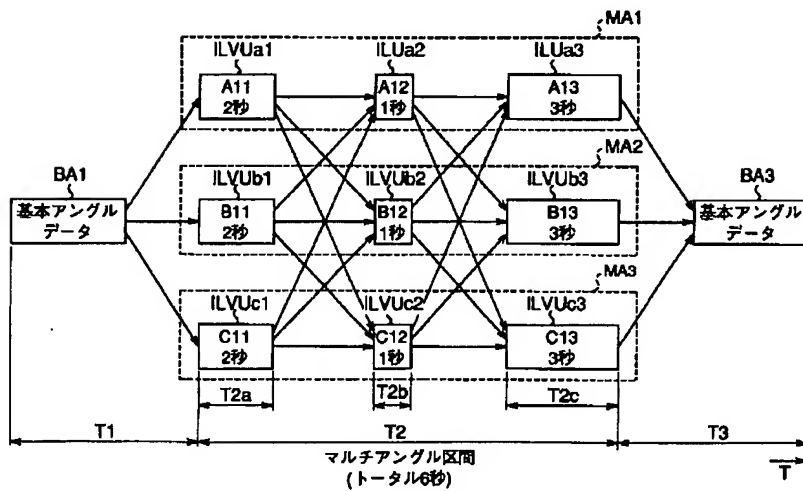 MA1
ILVUa1 ILUa2 ILUa3
A11 A12 A13
2秒 1秒 3秒
MA2
BA1 ILVUb1 ILVUb2 ILVUb3 BA3
基本アングル B11 B12 B13 基本アングル
データ 2秒 1秒 3秒 データ
MA3
ILVUc1 ILVUc2 ILVUc3
C11 C12 C13
2秒 1秒 3秒
T2a T2b T2c
T1 T2 T3
マルチアングル区間
(トータル6秒)
T